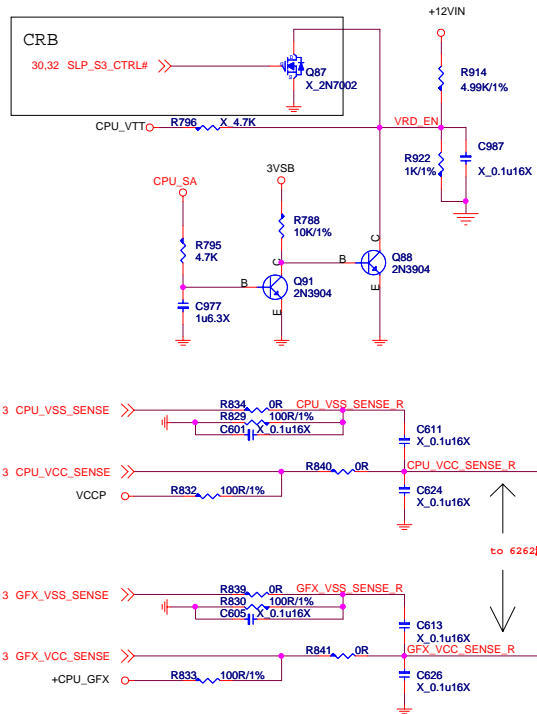 +12VIN
CRB
30,32 SLP_S3_CTRL#
Q87
X_2N7002
R914
4.99K/1%
CPU_VTT
R796 X_4.7K
VRD_EN
C987
X_0.1u16X
R922
1K/1%
CPU_SA
3VSB
R788
10K/1%
R795
4.7K
C
C
B
Q88
2N3904
B
Q91
2N3904
E
C977
1u6.3X
E
3 CPU_VSS_SENSE
R834 0R
CPU_VSS_SENSE_R
R829 100R/1%
C601 X_0.1u16X
C611
X_0.1u16X
3 CPU_VCC_SENSE
R840 0R
CPU_VCC_SENSE_R
VCCP
R832 100R/1%
C624
X_0.1u16X
to 6262
3 GFX_VSS_SENSE
R839 0R
GFX_VSS_SENSE_R
R830 100R/1%
C605 X_0.1u16X
C613
X_0.1u16X
3 GFX_VCC_SENSE
R841 0R
GFX_VCC_SENSE_R
+CPU_GFX
R833 100R/1%
C626
X_0.1u16X